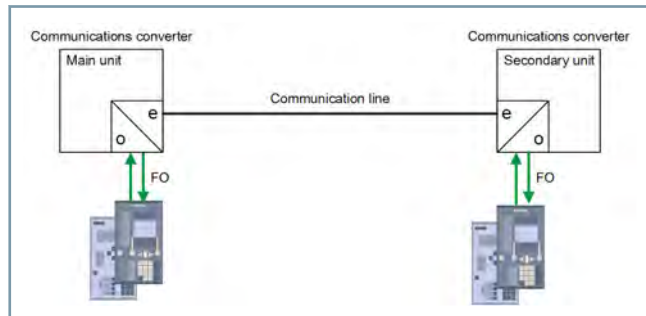 Communications converter
Main unit
e
o
FO
Communication line
Communications converter
Secondary unit
e
o
FO